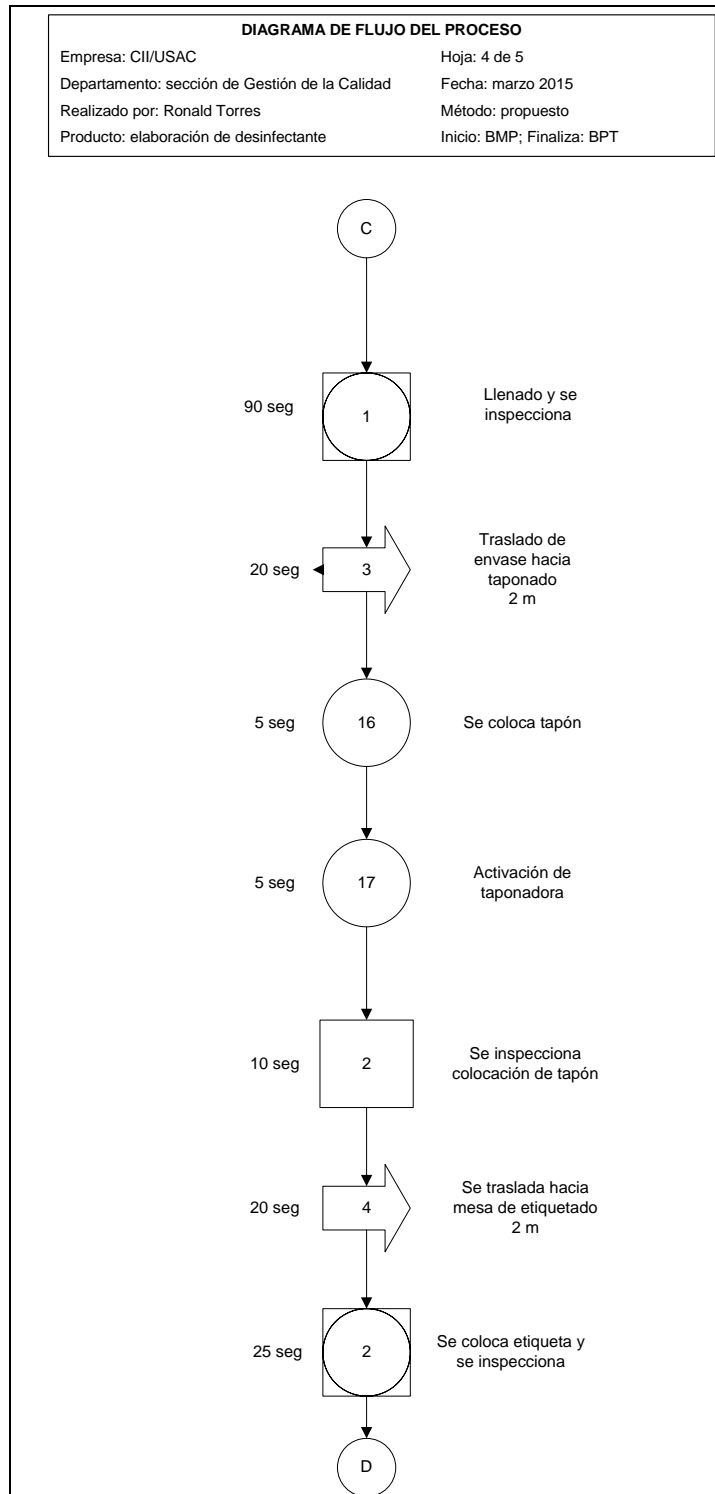 DIAGRAMA DE FLUJO DEL PROCESO
Empresa: CII/USAC
Hoja: 4 de 5
Departamento: sección de Gestión de la Calidad
Fecha: marzo 2015
Realizado por: Ronald Torres
Método: propuesto
Producto: elaboración de desinfectante
Inicio: BMP; Finaliza: BPT
C
90 seg
1
Llenado y se
inspecciona
20 seg
3
Traslado de
envase hacia
taponado
2 m
5 seg
16
Se coloca tapón
5 seg
17
Activación de
taponadora
10 seg
2
Se inspecciona
colocación de tapón
20 seg
4
Se traslada hacia
mesa de etiquetado
2 m
25 seg
2
Se coloca etiqueta y
se inspecciona
D